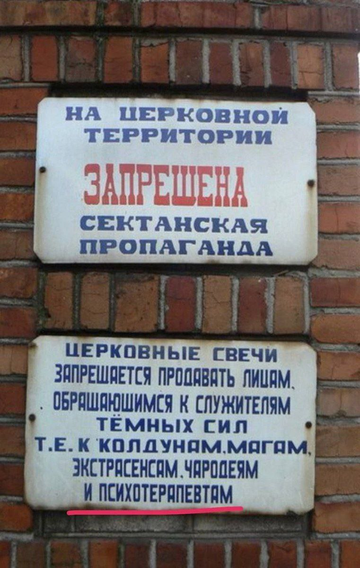 НА ЦЕРКОВНОЙ
ТЕРРИТОРИИ
ЗАПРЕШЕНА
СЕКТАНСКАЯ
ПРОПАГАНДА
ЦЕРКОВНЫЕ СВЕЧИ
ЗАПРЕЩАЕТСЯ ПРОДАВАТЬ ЛИЦАМ,
ОБРАЩАЮЩИМСЯ К СЛУЖИТЕЛЯМ
ТЁМНЫХ СИЛ
Т.Е. К КОЛДУНАМ, МАГАМ,
ЭКСТРАСЕНСАМ, ЧАРОДЕЯМ
И ПСИХОТЕРАПЕВТАМ